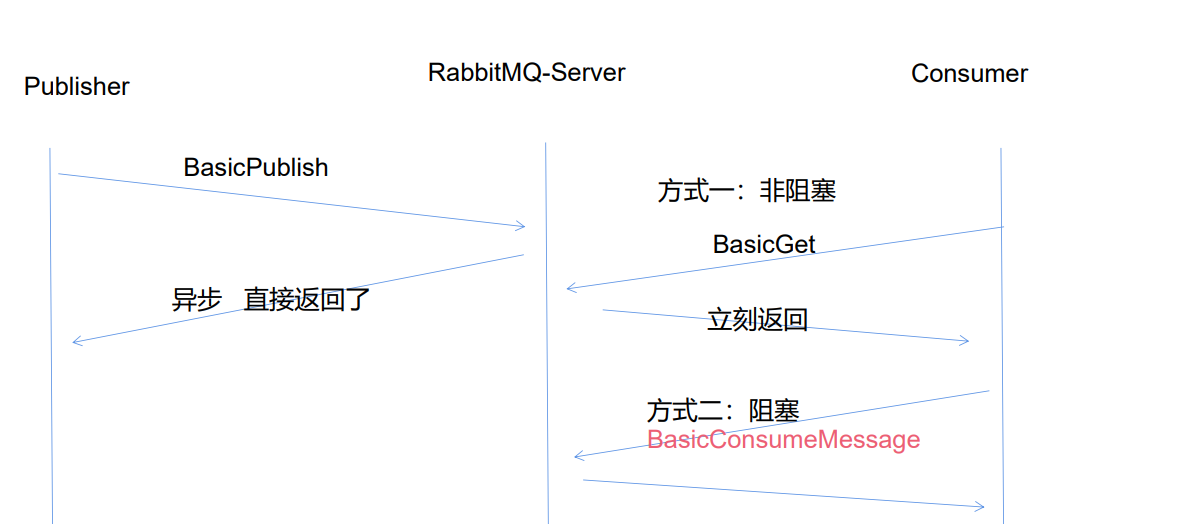 Publisher
RabbitMQ-Server
Consumer
BasicPublish
异步 直接返回了
方式一：非阻塞
BasicGet
立刻返回
方式二：阻塞
BasicConsumeMessage